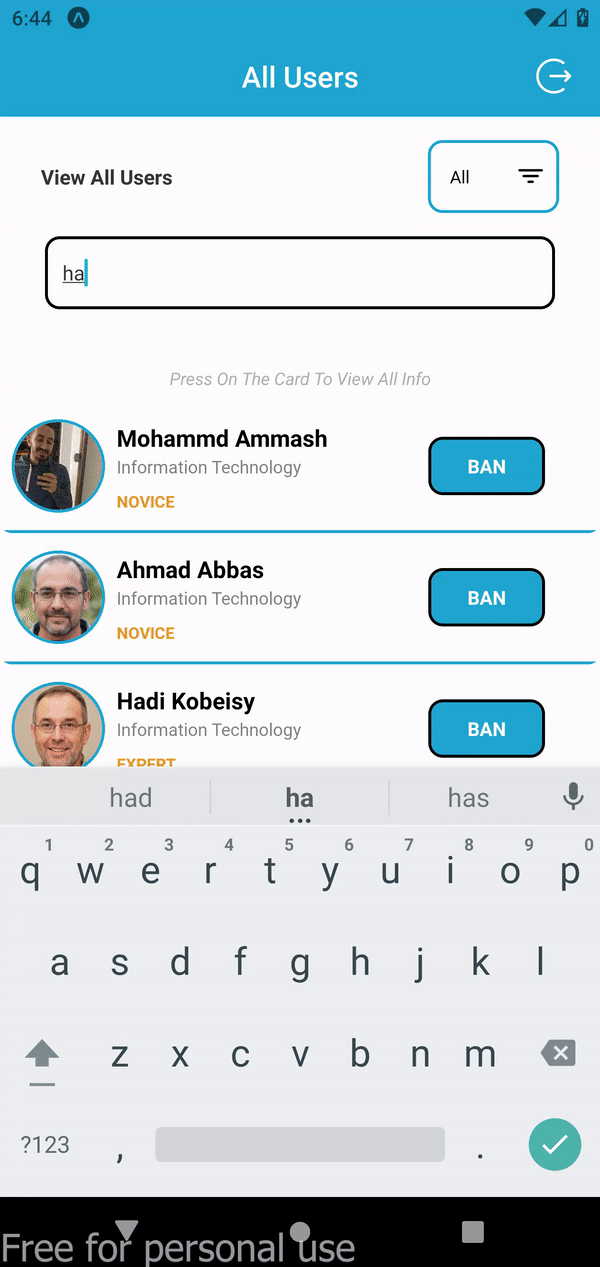 6:44
All Users
View All Users
All
ha
Press On The Card To View All Info
Mohammd Ammash
Information Technology
NOVICE
BAN
Ahmad Abbas
Information Technology
NOVICE
BAN
Hadi Kobeisy
Information Technology
EXPERT
BAN
had ha has
1 2 3 4 5 6 7 8 9 0
q w e r t y u i o p
a s d f g h j k l
z x c v b n m
?123 , .
Free for personal use